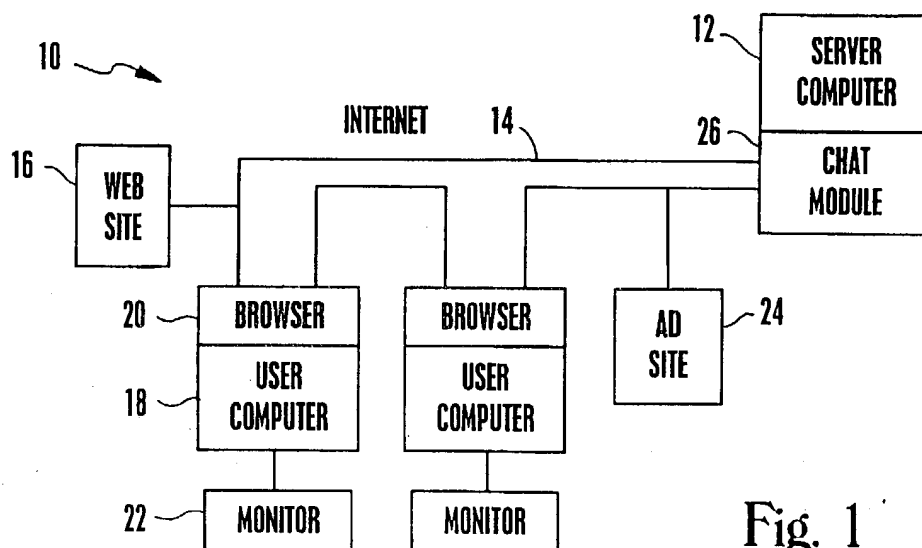 10
12
SERVER
COMPUTER
INTERNET
14
26
CHAT
MODULE
16
WEB
SITE
20
BROWSER
BROWSER
AD
SITE
24
18
USER
COMPUTER
USER
COMPUTER
22
MONITOR
MONITOR
Fig. 1